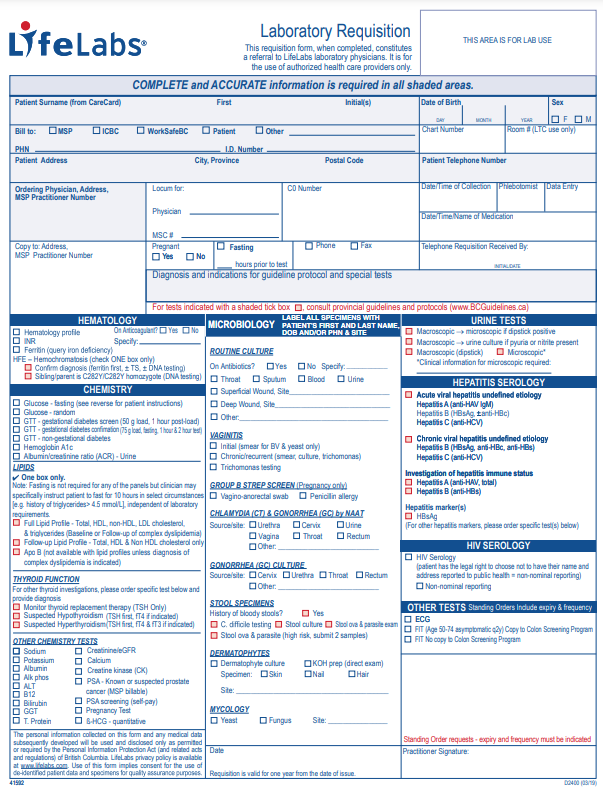 LifeLabs®
Laboratory Requisition
This requisition form, when completed, constitutes
a referral to LifeLabs laboratory physicians. It is for
the use of authorized health care providers only.
THIS AREA IS FOR LAB USE
COMPLETE and ACCURATE information is required in all shaded areas.
Patient Surname (from CareCard) First Initial(s)
Date of Birth
DAY MONTH YEAR
Sex
F M
Bill to: MSP ICBC WorkSafeBC Patient Other
PHN I.D. Number
Chart Number
Room # (LTC use only)
Patient Address City, Province Postal Code
Patient Telephone Number
Ordering Physician, Address,
MSP Practitioner Number
Locum for:
Physician
MSC #
C0 Number
Date/Time of Collection
Phlebotomist
Data Entry
Date/Time/Name of Medication
Copy to: Address,
MSP Practitioner Number
Pregnant
Yes No
Fasting
hours prior to test
Phone Fax
Telephone Requisition Received By:
INITIAL/DATE
Diagnosis and indications for guideline protocol and special tests
For tests indicated with a shaded tick box , consult provincial guidelines and protocols (www.BCGuidelines.ca)
HEMATOLOGY
Hematology profile On Anticoagulant? Yes No
INR Specify:
Ferritin (query iron deficiency)
HFE – Hemochromatosis (check ONE box only)
Confirm diagnosis (ferritin first, ± TS, ± DNA testing)
Sibling/parent is C282Y/C282Y homozygote (DNA testing)
CHEMISTRY
Glucose - fasting (see reverse for patient instructions)
Glucose - random
GTT - gestational diabetes screen (50 g load, 1 hour post-load)
GTT - gestational diabetes confirmation (75 g load, fasting, 1 hour & 2 hour test)
GTT - non-gestational diabetes
Hemoglobin A1c
Albumin/creatinine ratio (ACR) - Urine
LIPIDS
✔ One box only.
Note: Fasting is not required for any of the panels but clinician may
specifically instruct patient to fast for 10 hours in select circumstances
[e.g. history of triglycerides > 4.5 mmol/L], independent of laboratory
requirements.
Full Lipid Profile - Total, HDL, non-HDL, LDL cholesterol,
& triglycerides (Baseline or Follow-up of complex dyslipidemia)
Follow-up Lipid Profile - Total, HDL & Non HDL cholesterol only
Apo B (not available with lipid profiles unless diagnosis of
complex dyslipidemia is indicated)
THYROID FUNCTION
For other thyroid investigations, please order specific test below and
provide diagnosis
Monitor thyroid replacement therapy (TSH Only)
Suspected Hypothyroidism (TSH first, fT4 if indicated)
Suspected Hyperthyroidism (TSH first, fT4 & fT3 if indicated)
OTHER CHEMISTRY TESTS
Sodium
Potassium
Albumin
Alk phos
ALT
B12
Bilirubin
GGT
T. Protein
Creatinine/eGFR
Calcium
Creatine kinase (CK)
PSA - Known or suspected prostate
cancer (MSP billable)
PSA screening (self-pay)
Pregnancy Test
ß-HCG - quantitative
The personal information collected on this form and any medical data
subsequently developed will be used and disclosed only as permitted
or required by the Personal Information Protection Act (and related acts
and regulations) of British Columbia. LifeLabs privacy policy is available
at www.lifelabs.com. Use of this form implies consent for the use of
de-identified patient data and specimens for quality assurance purposes.
41592
MICROBIOLOGY
LABEL ALL SPECIMENS WITH
PATIENT'S FIRST AND LAST NAME,
DOB AND/OR PHN & SITE
ROUTINE CULTURE
On Antibiotics? Yes No Specify:
Throat Sputum Blood Urine
Superficial Wound, Site
Deep Wound, Site
Other:
VAGINITIS
Initial (smear for BV & yeast only)
Chronic/recurrent (smear, culture, trichomonas)
Trichomonas testing
GROUP B STREP SCREEN (Pregnancy only)
Vagino-anorectal swab Penicillin allergy
CHLAMYDIA (CT) & GONORRHEA (GC) by NAAT
Source/site: Urethra Cervix Urine
Vagina Throat Rectum
Other:
GONORRHEA (GC) CULTURE
Source/site: Cervix Urethra Throat Rectum
Other:
STOOL SPECIMENS
History of bloody stools? Yes
C. difficile testing Stool culture Stool ova & parasite exam
Stool ova & parasite (high risk, submit 2 samples)
DERMATOPHYTES
Dermatophyte culture KOH prep (direct exam)
Specimen: Skin Nail Hair
Site:
MYCOLOGY
Yeast Fungus Site:
Date
Requisition is valid for one year from the date of issue.
URINE TESTS
Macroscopic → microscopic if dipstick positive
Macroscopic → urine culture if pyuria or nitrite present
Macroscopic (dipstick) Microscopic*
*Clinical information for microscopic required:
HEPATITIS SEROLOGY
Acute viral hepatitis undefined etiology
Hepatitis A (anti-HAV IgM)
Hepatitis B (HBsAg, ±anti-HBc)
Hepatitis C (anti-HCV)
Chronic viral hepatitis undefined etiology
Hepatitis B (HBsAg, anti-HBc, anti-HBs)
Hepatitis C (anti-HCV)
Investigation of hepatitis immune status
Hepatitis A (anti-HAV, total)
Hepatitis B (anti-HBs)
Hepatitis marker(s)
HBsAg
(For other hepatitis markers, please order specific test(s) below)
HIV SEROLOGY
HIV Serology
(patient has the legal right to choose not to have their name and
address reported to public health = non-nominal reporting)
Non-nominal reporting
OTHER TESTS Standing Orders Include expiry & frequency
ECG
FIT (Age 50-74 asymptomatic q2y) Copy to Colon Screening Program
FIT No copy to Colon Screening Program
Standing Order requests - expiry and frequency must be indicated
Practitioner Signature:
D2400 (03/19)